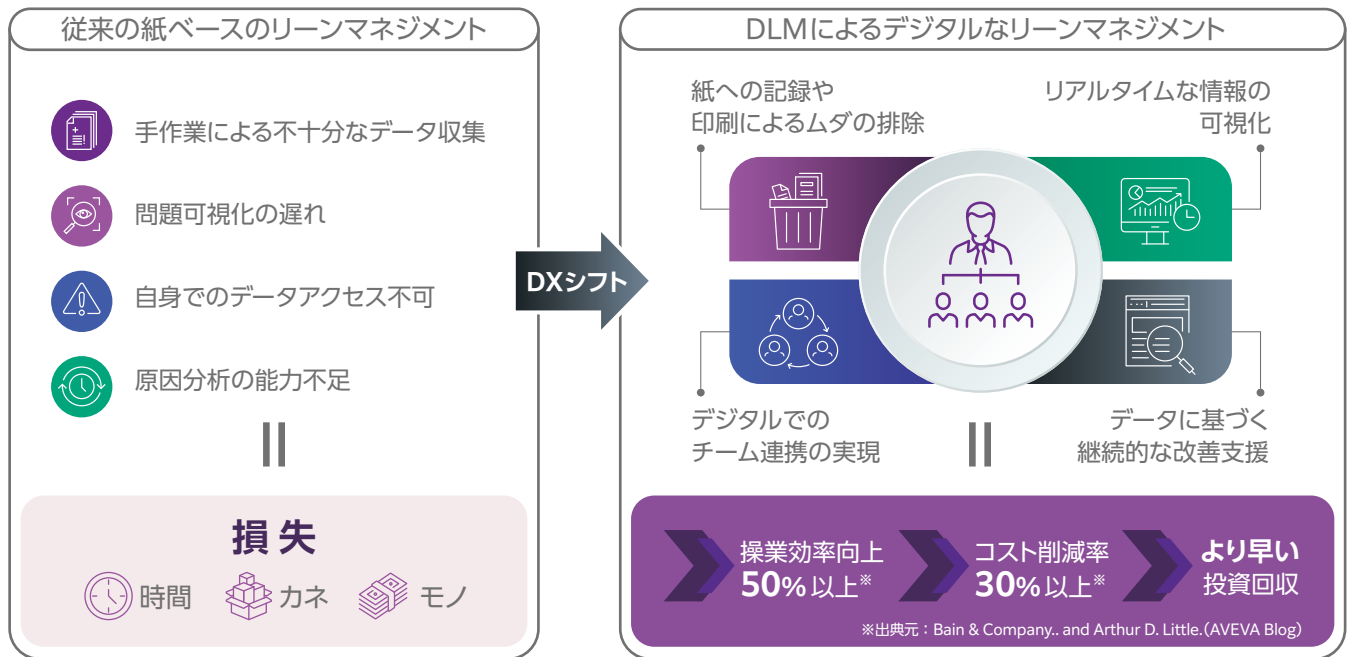 従来の紙ベースのリーンマネジメント
手作業による不十分なデータ収集
問題可視化の遅れ
自身でのデータアクセス不可
原因分析の能力不足
損失
時間
カネ
モノ
DXシフト
DLMによるデジタルなリーンマネジメント
紙への記録や
印刷によるムダの排除
リアルタイムな情報の
可視化
デジタルでの
チーム連携の実現
データに基づく
継続的な改善支援
操業効率向上
50%以上※
コスト削減率
30%以上※
より早い
投資回収
※出典元：Bain & Company.. and Arthur D. Little.(AVEVA Blog)